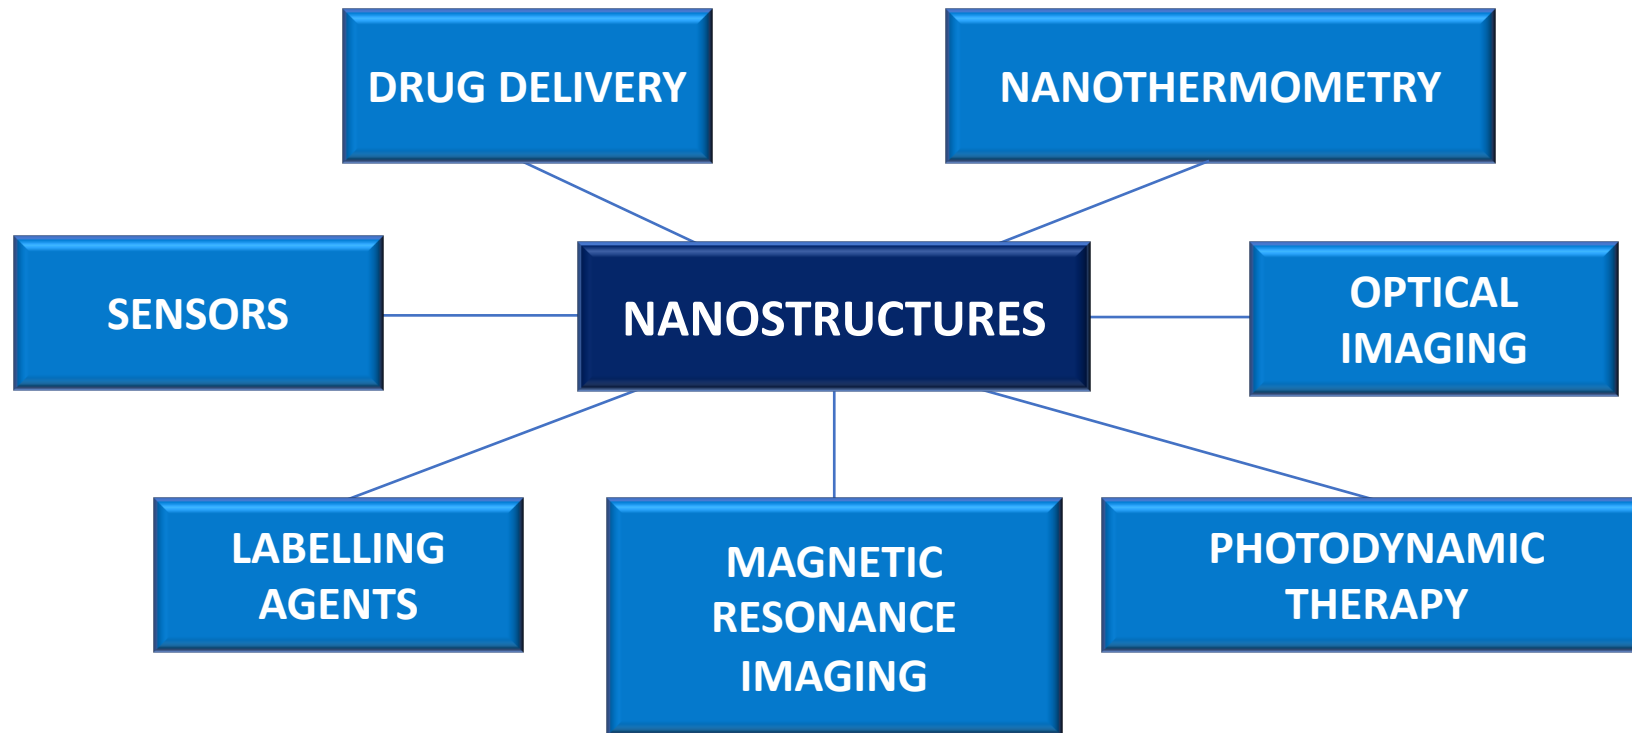 DRUG DELIVERY
NANOTHERMOMETRY
SENSORS
NANOSTRUCTURES
OPTICAL
IMAGING
LABELLING
AGENTS
MAGNETIC
RESONANCE
IMAGING
PHOTODYNAMIC
THERAPY